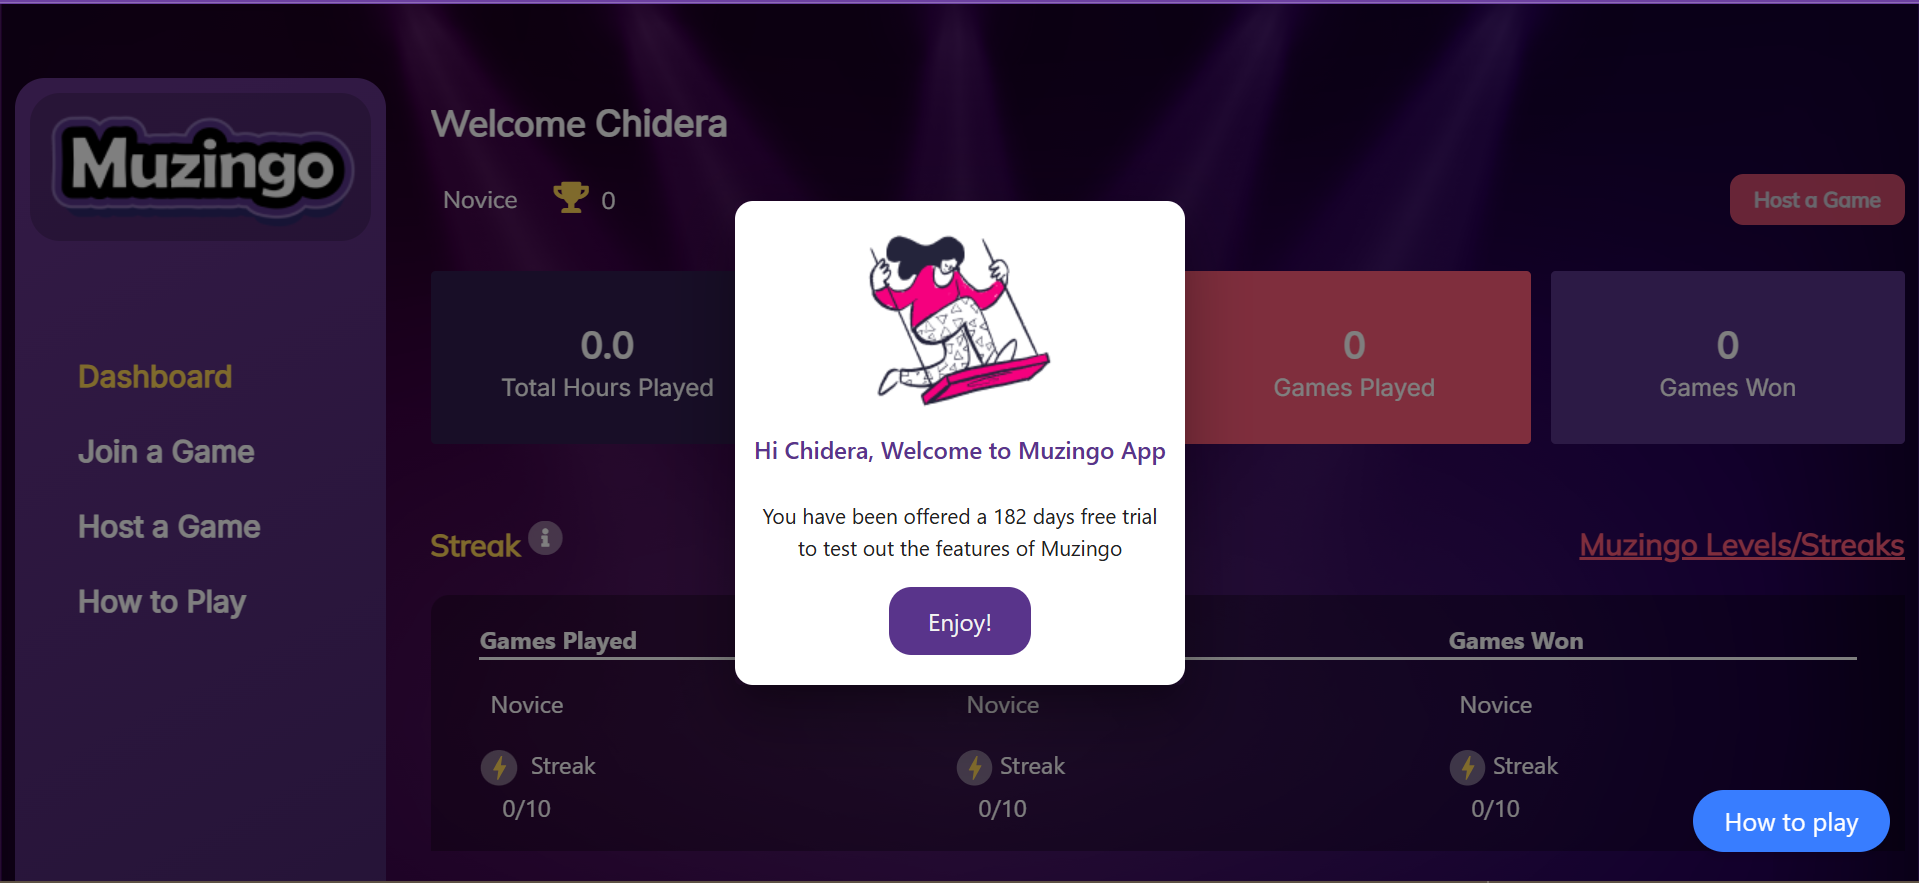 Muzingo
Dashboard
Join a Game
Host a Game
How to Play
Welcome Chidera
Novice 0
Host a Game
0.0
Total Hours Played
0
Games Played
0
Games Won
Hi Chidera, Welcome to Muzingo App
You have been offered a 182 days free trial
to test out the features of Muzingo
Enjoy!
Streak
Muzingo Levels/Streaks
Games Played
Games Won
Novice
Novice
Novice
Streak
Streak
Streak
0/10
0/10
0/10
How to play